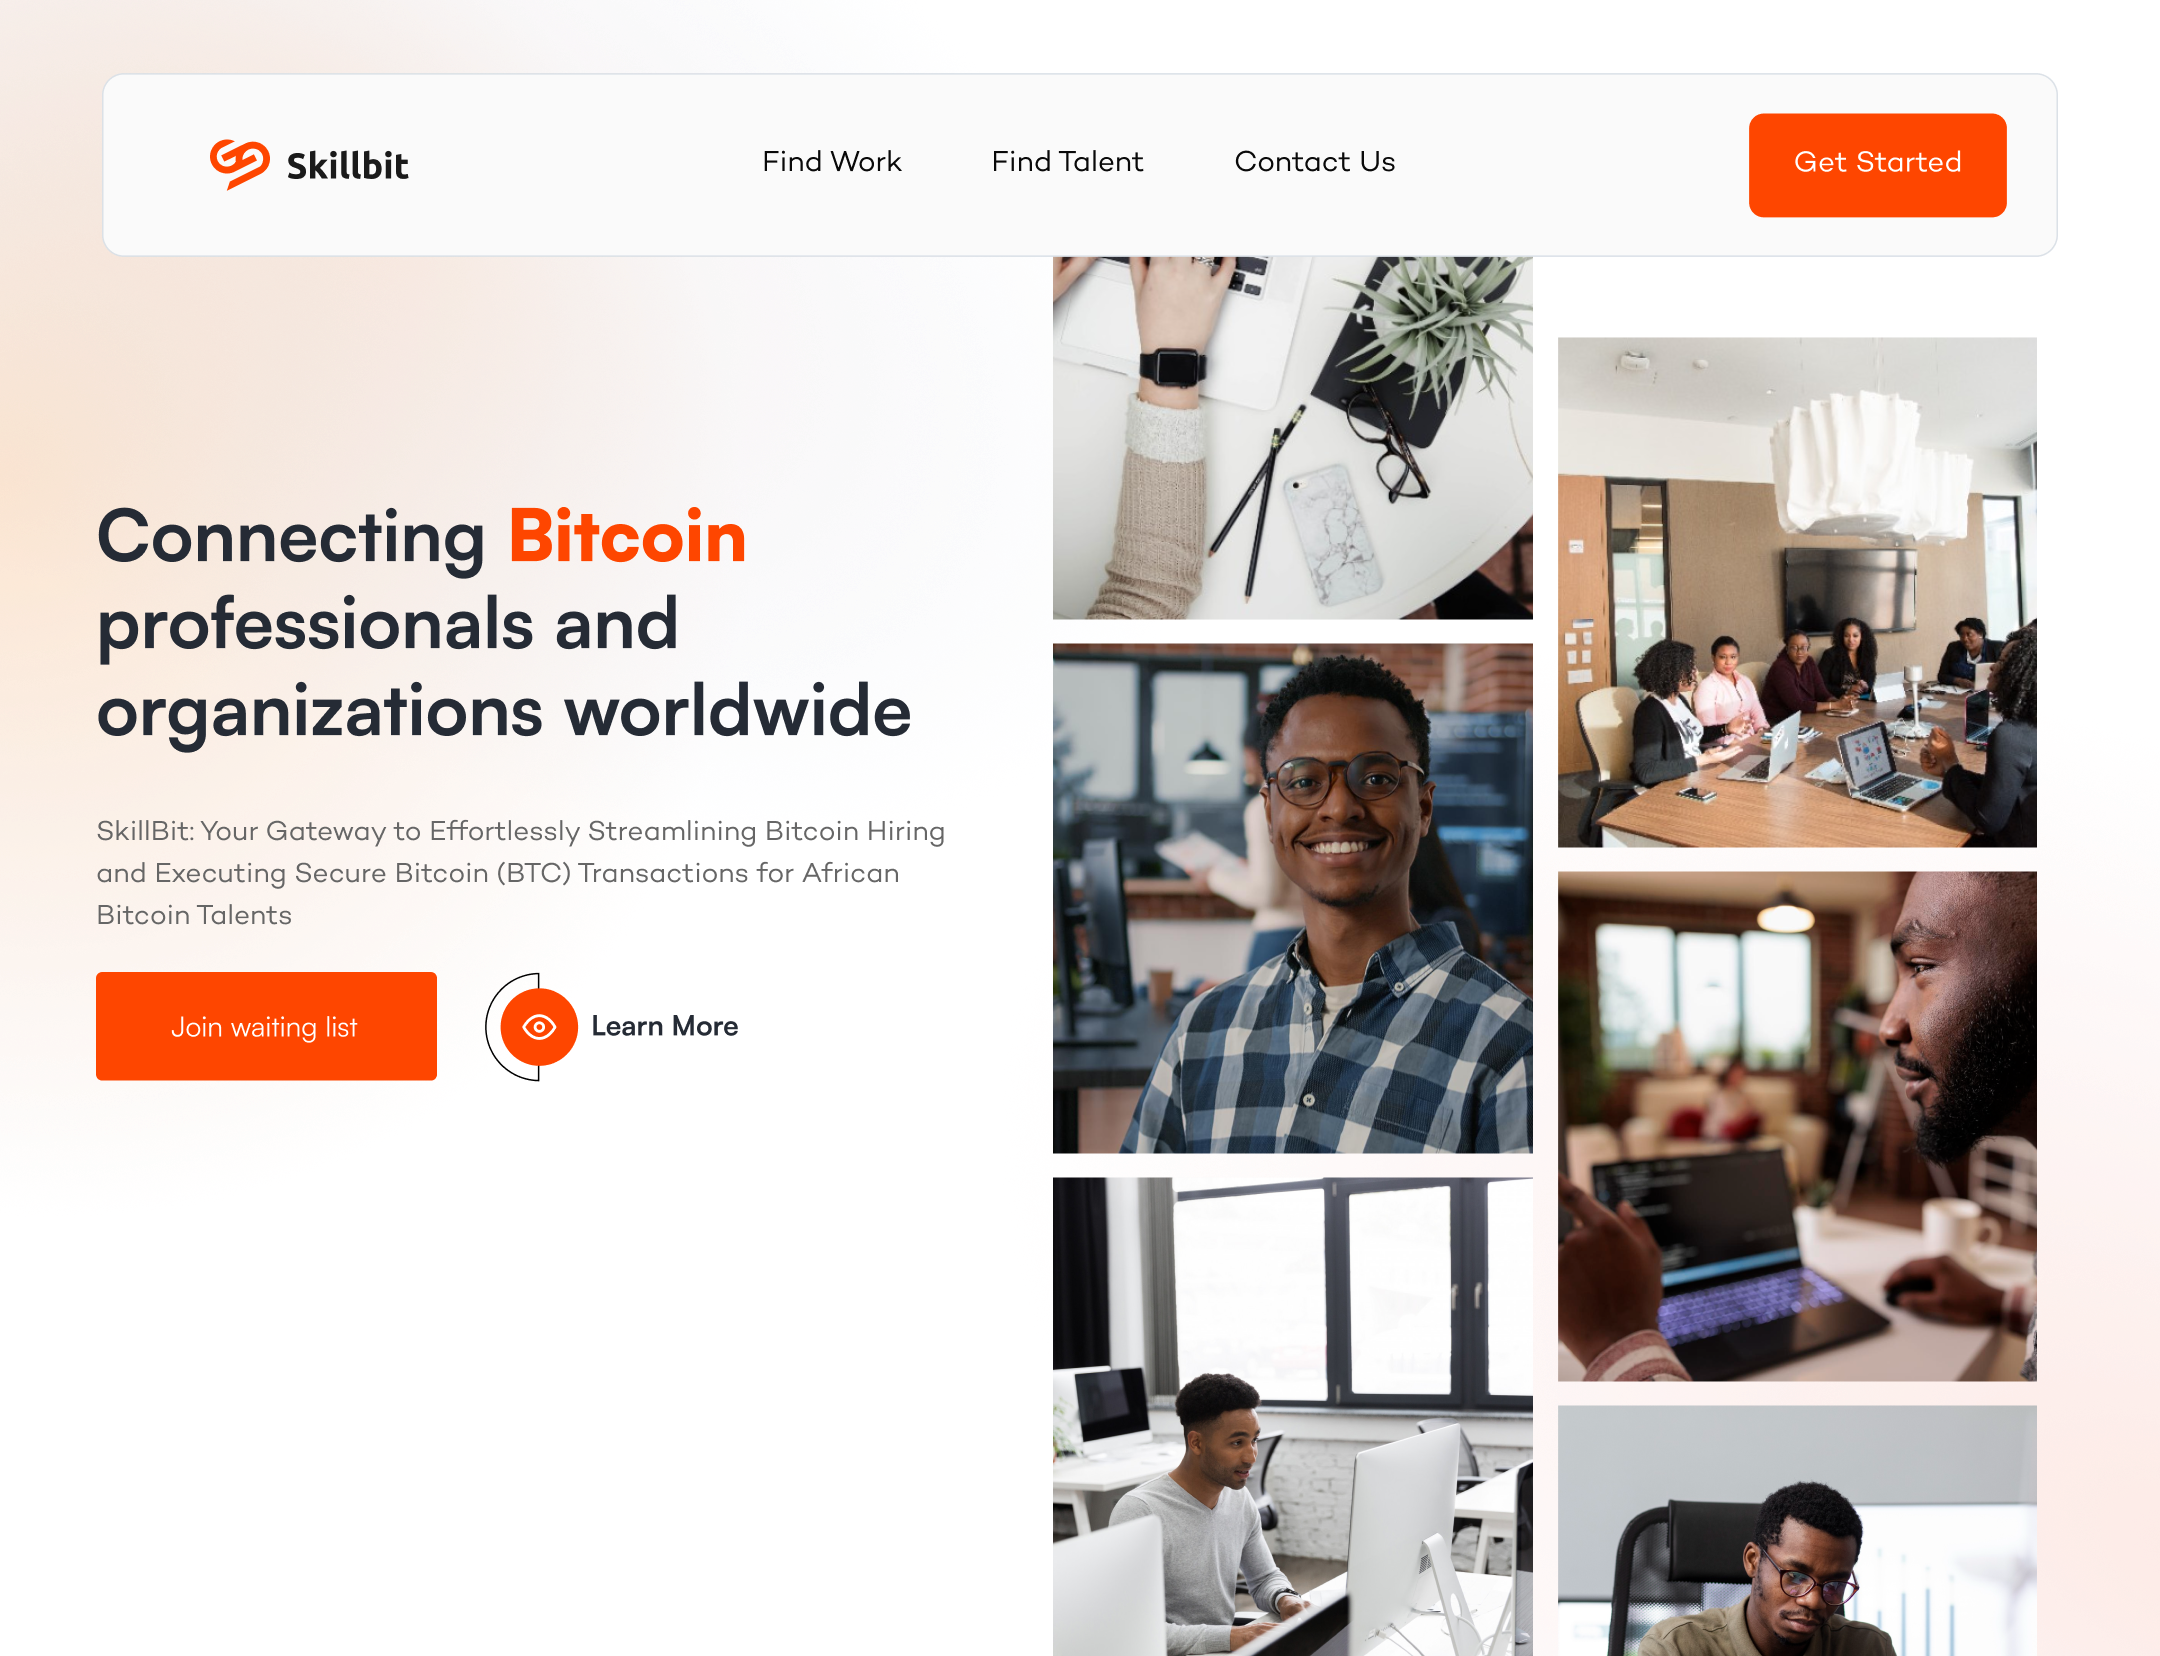 Skillbit
Find Work
Find Talent
Contact Us
Get Started
Connecting Bitcoin
professionals and
organizations worldwide
SkillBit: Your Gateway to Effortlessly Streamlining Bitcoin Hiring
and Executing Secure Bitcoin (BTC) Transactions for African
Bitcoin Talents
Join waiting list
Learn More